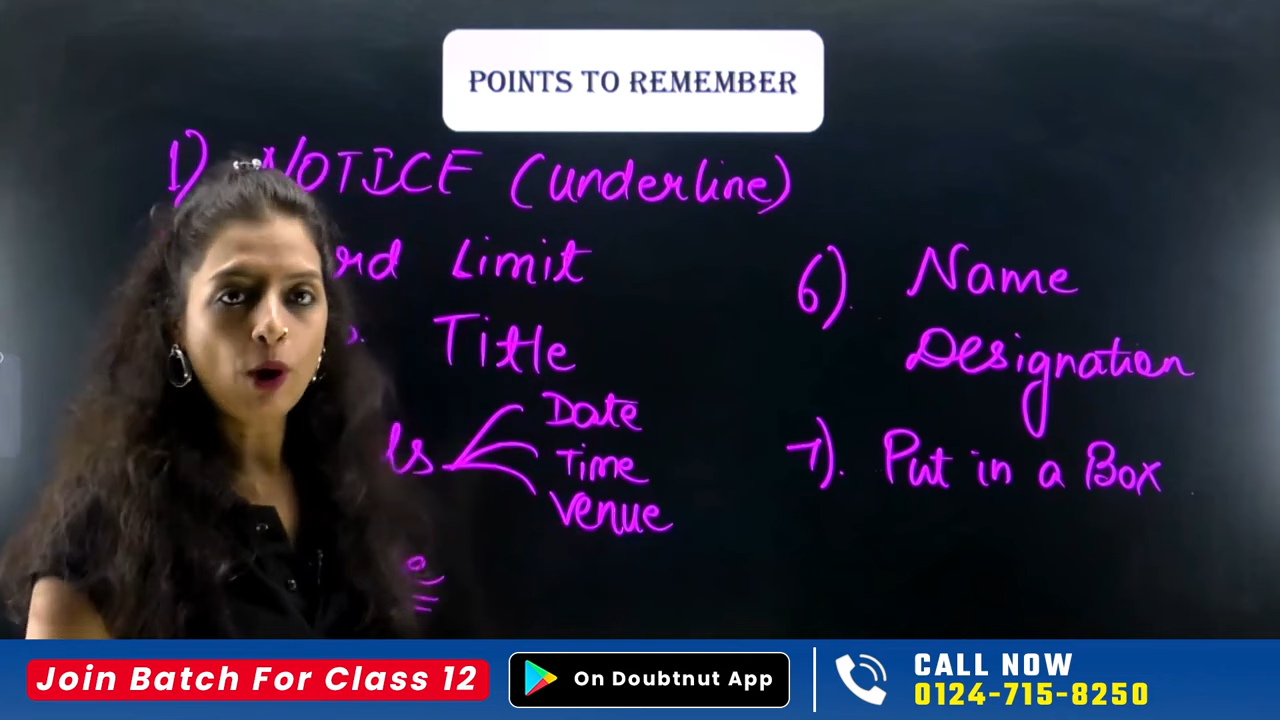 POINTS TO REMEMBER
1) NOTICE (underline)
Limit
Title
Date
Time
Venue
6). Name
Designation
7). Put in a Box
Join Batch For Class 12
On Doubtnut App
CALL NOW
0124-715-8250